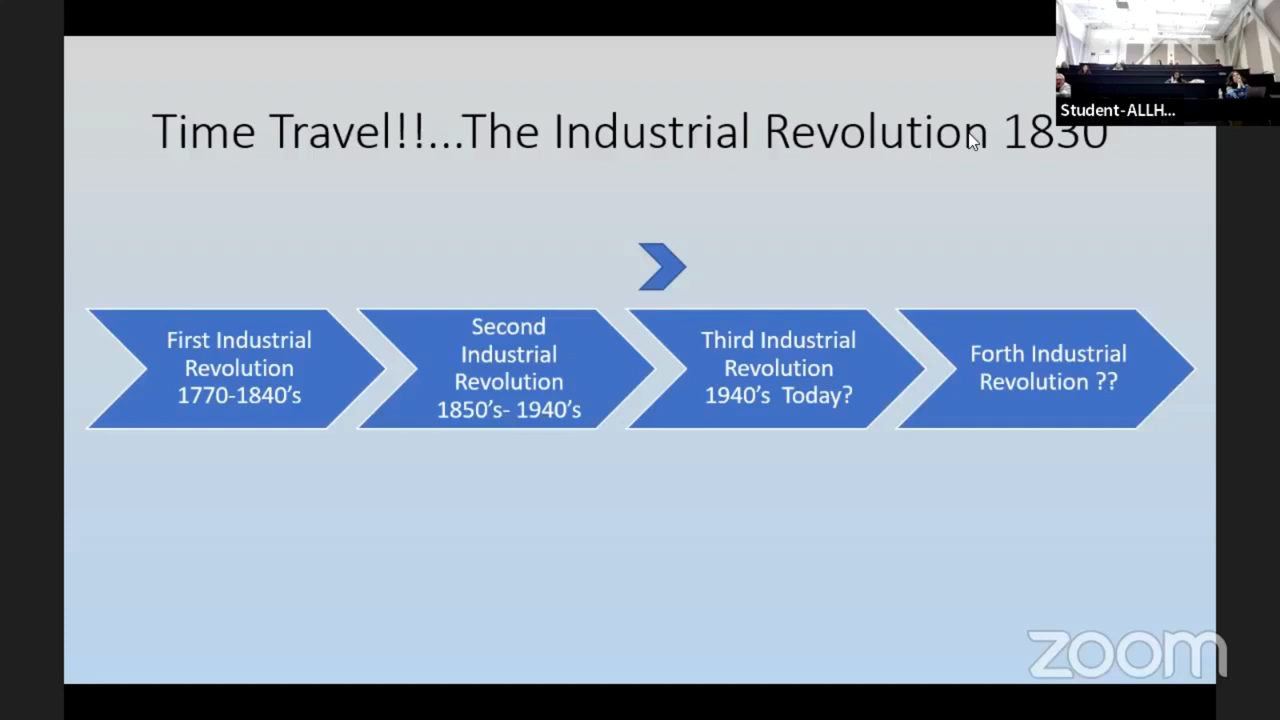 Student-ALLH...
Time Travel!!...The Industrial Revolution 1830
First Industrial
Revolution
1770-1840's
Second
Industrial
Revolution
1850's- 1940's
Third Industrial
Revolution
1940's Today?
Forth Industrial
Revolution ??
zoom